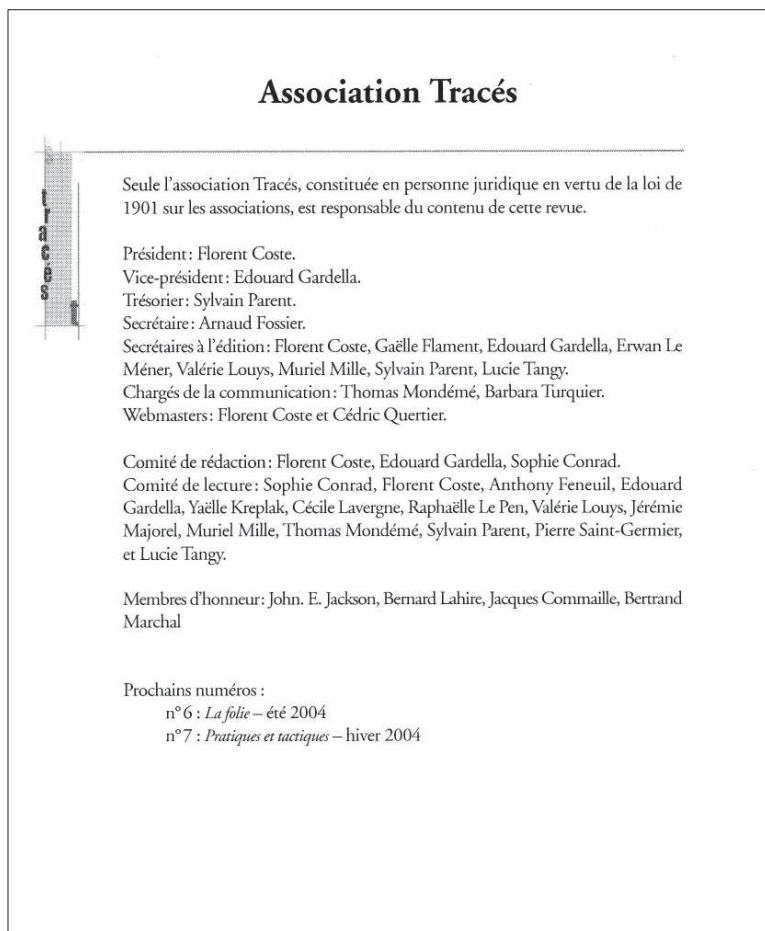 Association Tracés
tracés
t
Seule l'association Tracés, constituée en personne juridique en vertu de la loi de
1901 sur les associations, est responsable du contenu de cette revue.
Président : Florent Coste.
Vice-président : Edouard Gardella.
Trésorier : Sylvain Parent.
Secrétaire : Arnaud Fossier.
Secrétaires à l'édition : Florent Coste, Gaëlle Flament, Edouard Gardella, Erwan Le
Méner, Valérie Louys, Muriel Mille, Sylvain Parent, Lucie Tangy.
Chargés de la communication : Thomas Mondémé, Barbara Turquier.
Webmasters : Florent Coste et Cédric Quertier.
Comité de rédaction : Florent Coste, Edouard Gardella, Sophie Conrad.
Comité de lecture : Sophie Conrad, Florent Coste, Anthony Feneuil, Edouard
Gardella, Yaëlle Kreplak, Cécile Lavergne, Raphaëlle Le Pen, Valérie Louys, Jérémie
Majorel, Muriel Mille, Thomas Mondémé, Sylvain Parent, Pierre Saint-Germier,
et Lucie Tangy.
Membres d'honneur : John. E. Jackson, Bernard Lahire, Jacques Commaille, Bertrand
Marchal
Prochains numéros :
n° 6 : La folie – été 2004
n° 7 : Pratiques et tactiques – hiver 2004